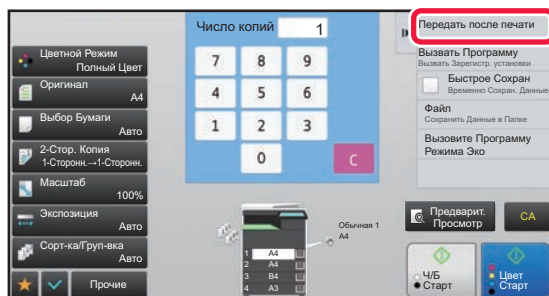 Число копий 1
Передать после печати
Цветной Режим
Полный Цвет
Оригинал
A4
Выбор Бумаги
Авто
2-Стор. Копия
1-Сторонн.→1-Сторонн.
Масштаб
100%
Экспозиция
Авто
Сорт-ка/Груп-вка
Авто
Прочие
7 8 9
4 5 6
1 2 3
0 C
Обычная 1
A4
1 A4
2 A4
3 B4
4 A3
Вызвать Программу
Вызвать Зарегистр. установки
Быстрое Сохран
Временно Сохран. Данные
Файл
Сохранить Данные в Папке
Вызовите Программу
Режима Эко
Предварит.
Просмотр
CA
Ч/Б
Старт
Цвет
Старт